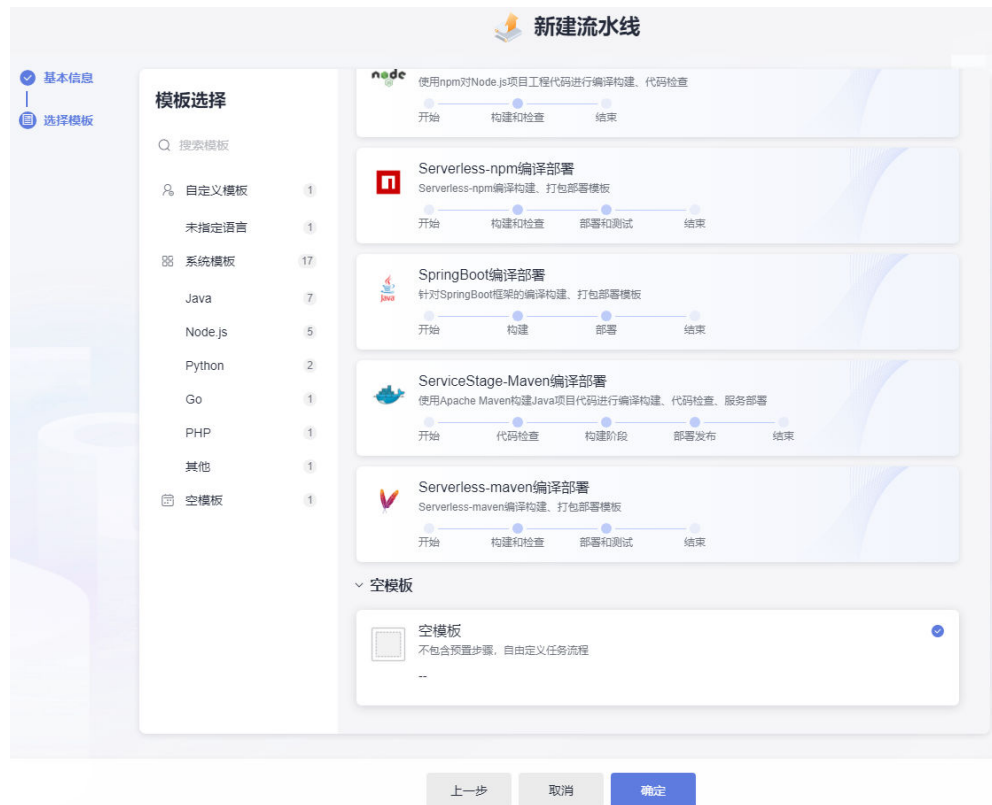 新建流水线
基本信息
选择模板
模板选择
搜索模板
自定义模板 1
未指定语言 1
系统模板 17
Java 7
Node.js 5
Python 2
Go 1
PHP 1
其他 1
空模板 1
node
使用npm对Node.js项目工程代码进行编译构建、代码检查
开始 构建和检查 结束
Serverless-npm编译部署
Serverless-npm编译构建、打包部署模板
开始 构建和检查 部署和测试 结束
SpringBoot编译部署
Java
针对SpringBoot框架的编译构建、打包部署模板
开始 构建 部署 结束
ServiceStage-Maven编译部署
使用Apache Maven构建Java项目代码进行编译构建、代码检查、服务部署
开始 代码检查 构建阶段 部署发布 结束
Serverless-maven编译部署
Serverless-maven编译构建、打包部署模板
开始 构建和检查 部署和测试 结束
空模板
空模板
不包含预置步骤，自由定义任务流程
--
上一步 取消 确定